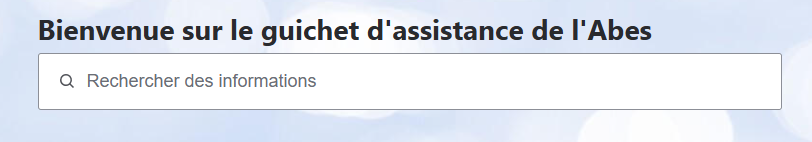 Bienvenue sur le guichet d'assistance de l'Abes
Rechercher des informations